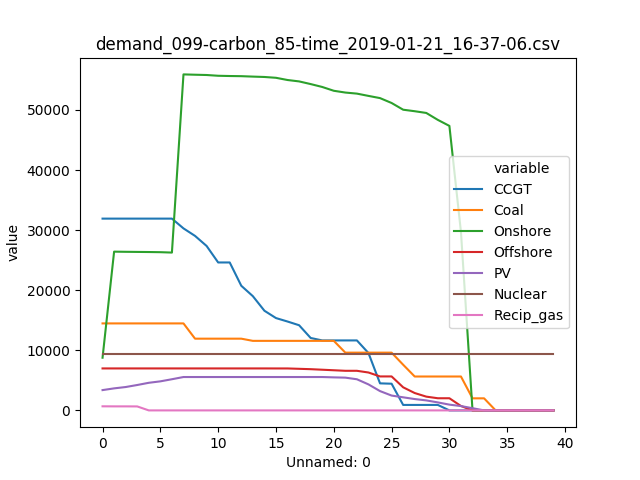 demand_099-carbon_85-time_2019-01-21_16-37-06.csv
value
50000
40000
30000
20000
10000
0
variable
CCGT
Coal
Onshore
Offshore
PV
Nuclear
Recip_gas
0 5 10 15 20 25 30 35 40
Unnamed: 0